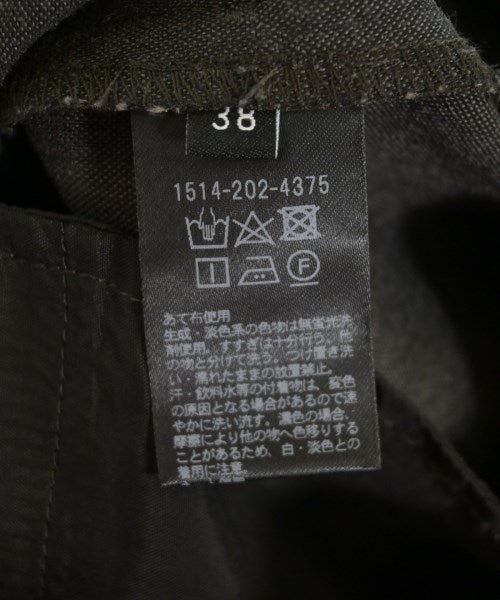 38
1514-202-4375
F
あて布使用
生成・淡色系の色物は無蛍光洗
剤使用。すすぎは十分行う。他
の物と分けて洗う。つけ置き洗
い・濡れたままの放置禁止。
汗・飲料水等の付着物は、変色
の原因となる場合があるので速
やかに洗い流す。濃色の場合、
摩擦により他の物へ色移りする
ことがあるため、白・淡色との
着用に注意。